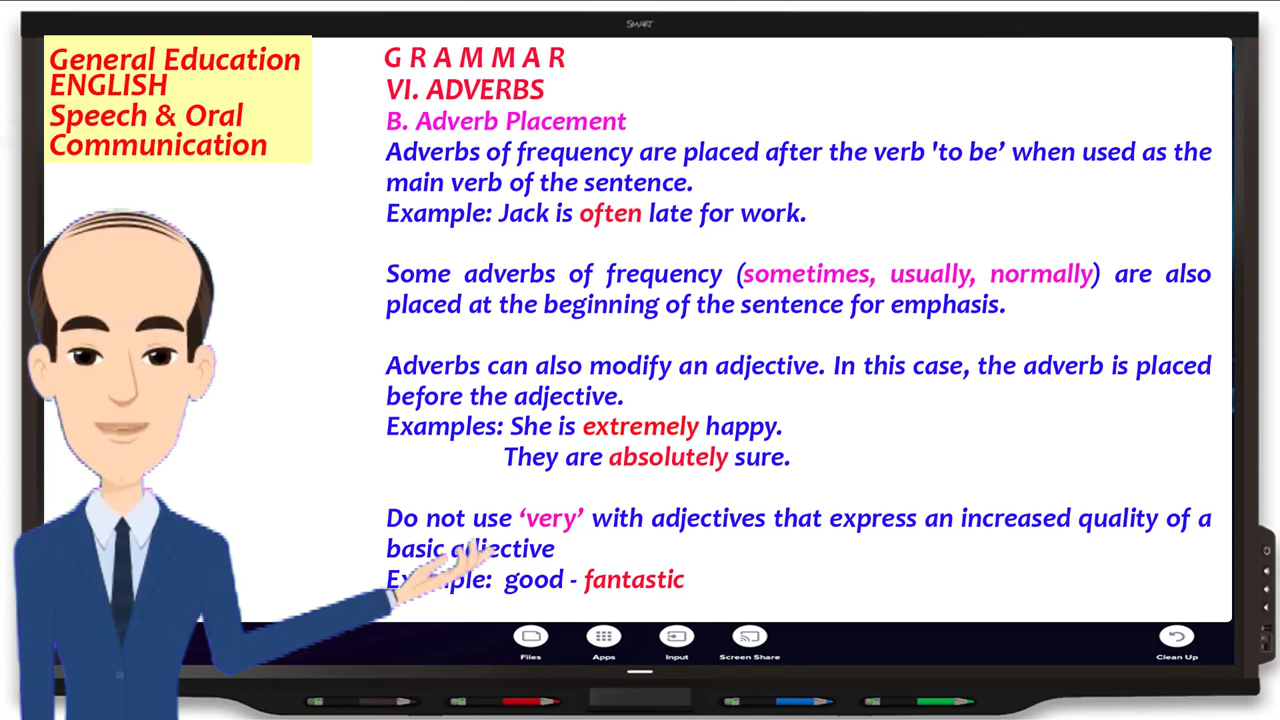 SMART
General Education
ENGLISH
Speech & Oral
Communication
G R A M M A R
VI. ADVERBS
B. Adverb Placement
Adverbs of frequency are placed after the verb 'to be’ when used as the
main verb of the sentence.
Example: Jack is often late for work.
Some adverbs of frequency (sometimes, usually, normally) are also
placed at the beginning of the sentence for emphasis.
Adverbs can also modify an adjective. In this case, the adverb is placed
before the adjective.
Examples: She is extremely happy.
They are absolutely sure.
Do not use ‘very’ with adjectives that express an increased quality of a
basic adjective
Example: good - fantastic
Files Apps Input Screen Share Clean Up